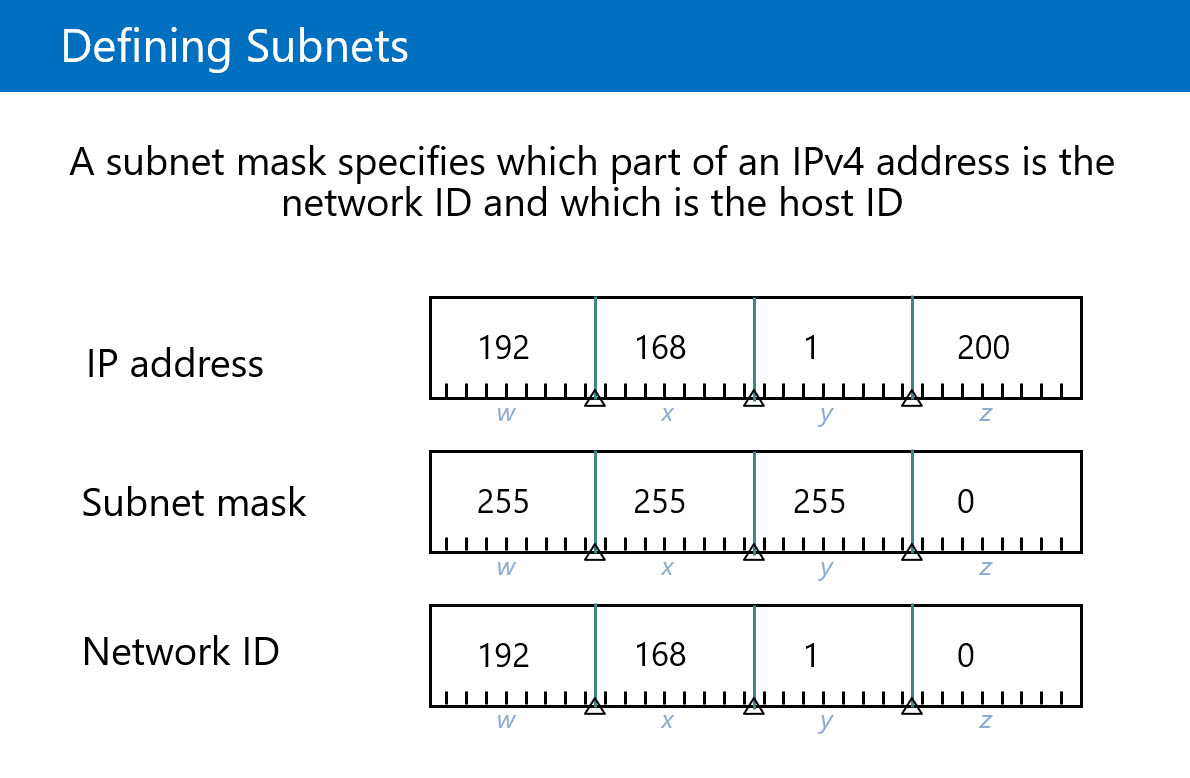 Defining Subnets
A subnet mask specifies which part of an IPv4 address is the
network ID and which is the host ID
IP address
192 168 1 200
w x y z
Subnet mask
255 255 255 0
w x y z
Network ID
192 168 1 0
w x y z